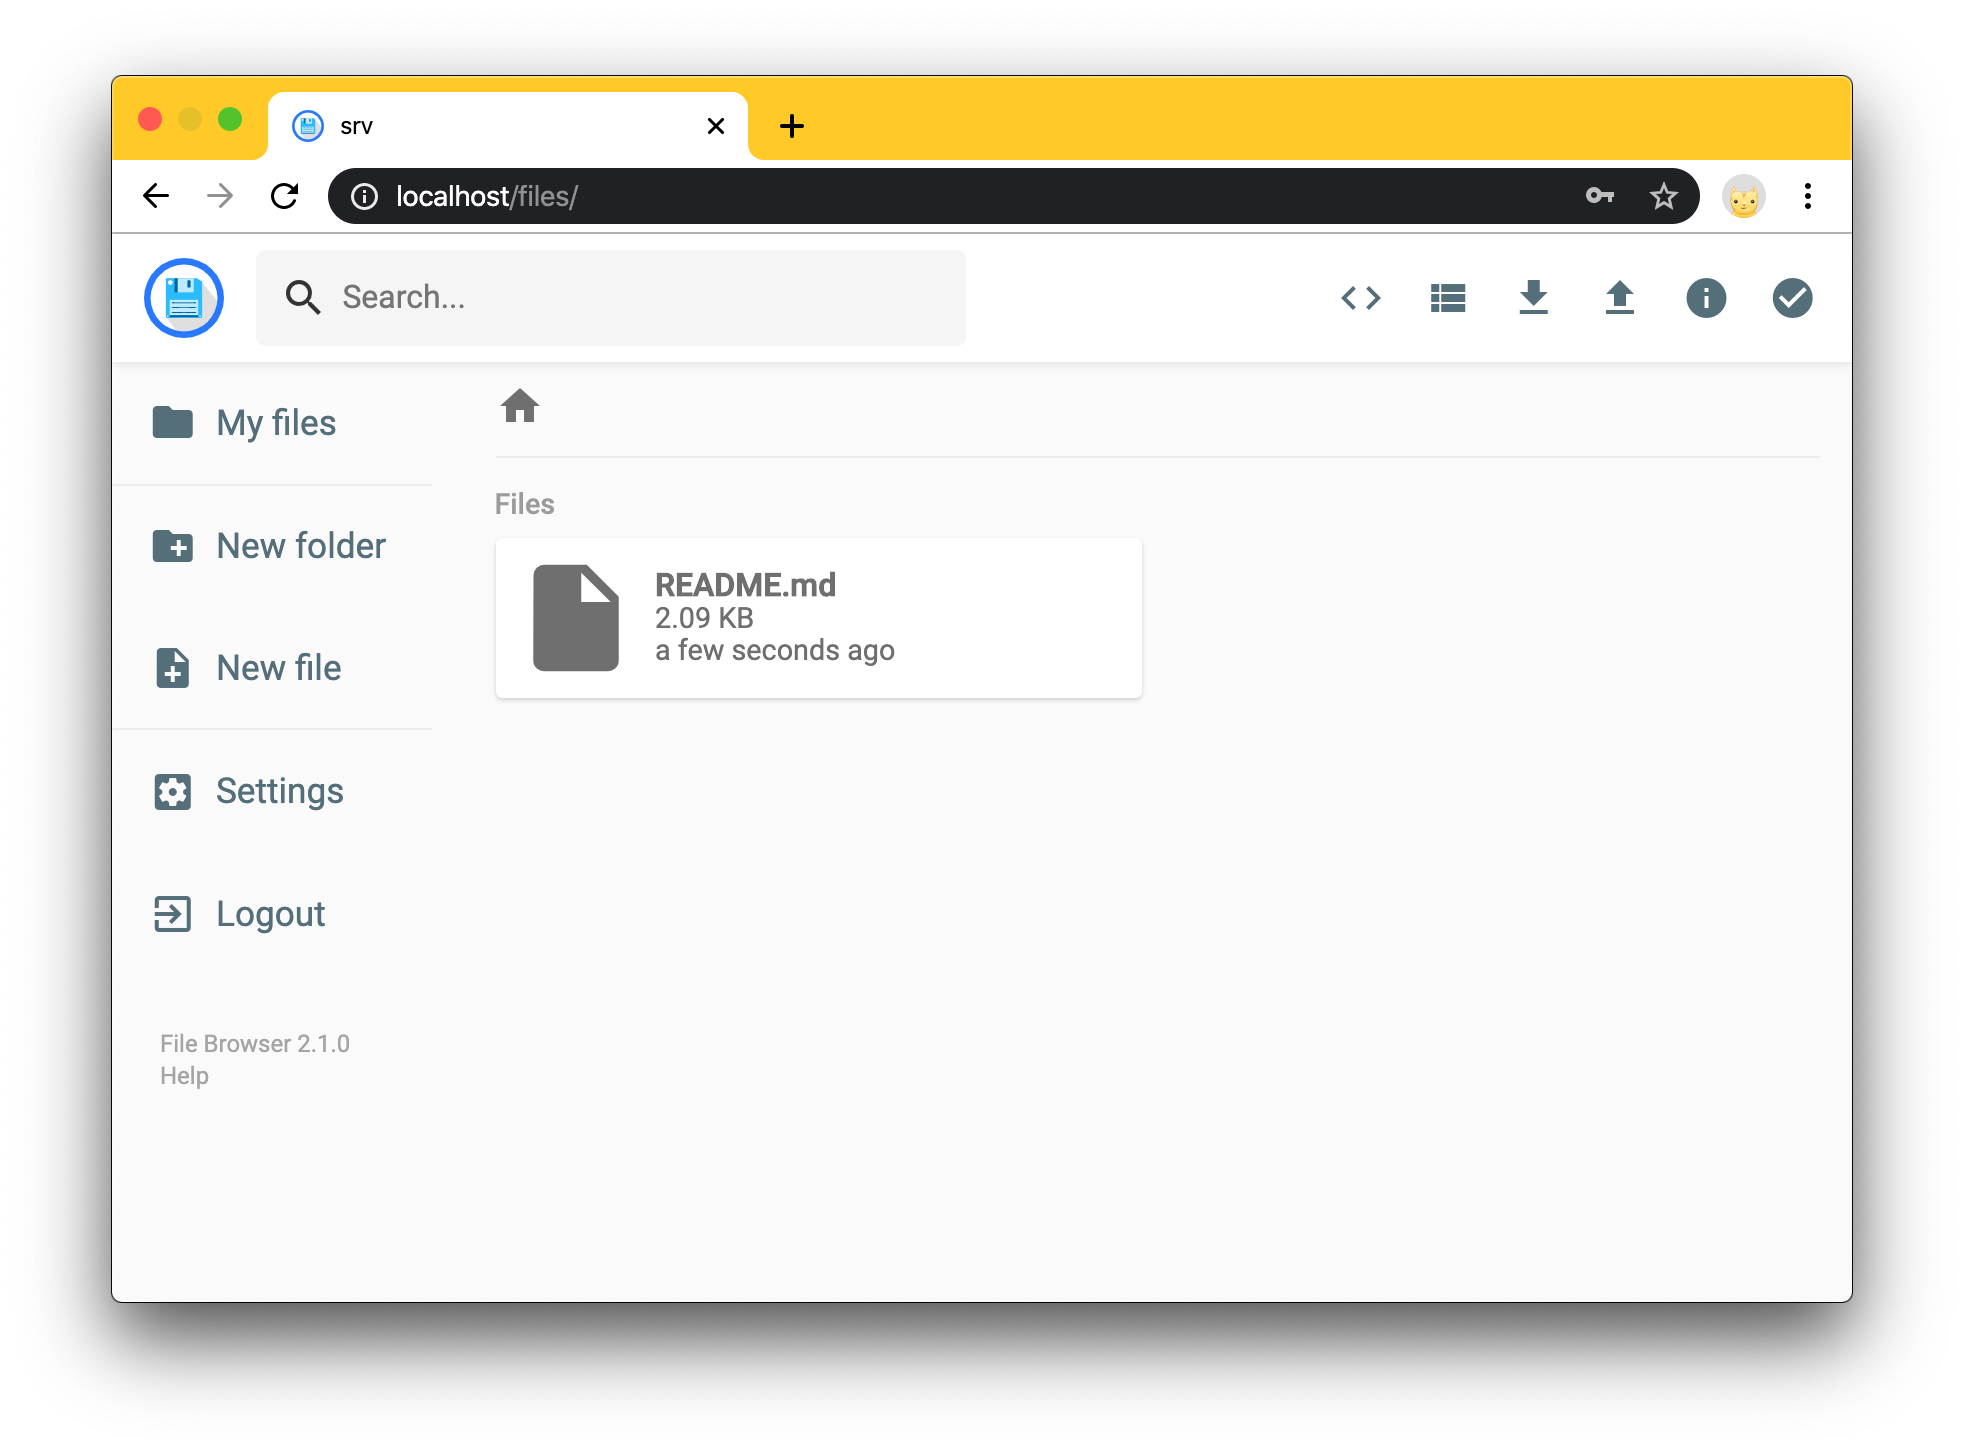 srv
localhost/files/
Search...
My files
New folder
New file
Settings
Logout
File Browser 2.1.0
Help
Files
README.md
2.09 KB
a few seconds ago